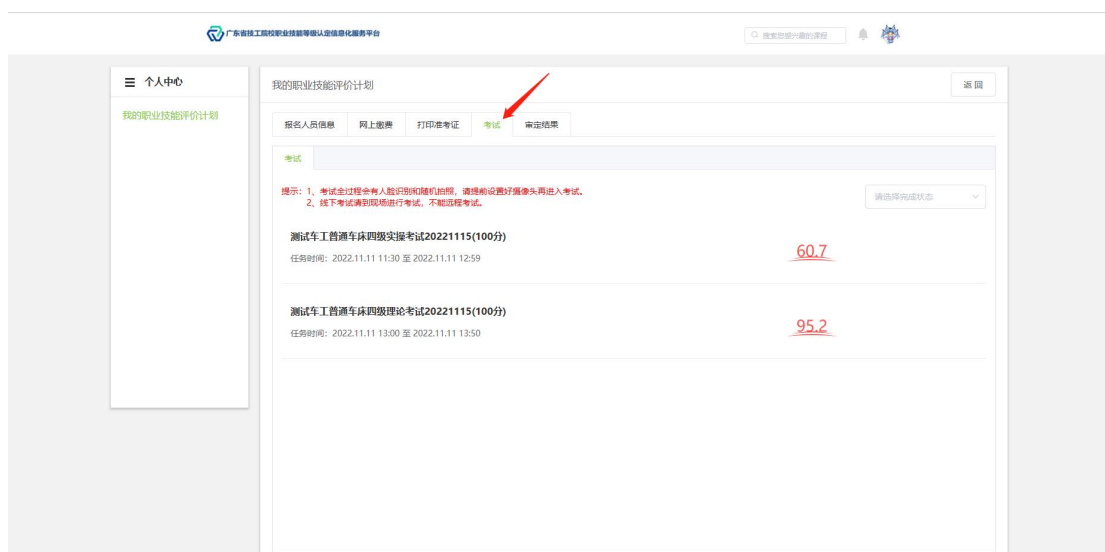 广东省技工院校职业技能等级认定信息化服务平台
搜索您感兴趣的课程
个人中心
我的职业技能评价计划
我的职业技能评价计划
返回
报名人员信息 网上缴费 打印准考证 考试 审定结果
考试
提示：1、考试全过程会有人脸识别和随机拍照，请提前设置好摄像头再进入考试。
2、线下考试请到现场进行考试，不能远程考试。
请选择完成状态
测试车工普通车床四级实操考试20221115(100分)
任务时间：2022.11.11 11:30 至 2022.11.11 12:59
60.7
测试车工普通车床四级理论考试20221115(100分)
任务时间：2022.11.11 13:00 至 2022.11.11 13:50
95.2